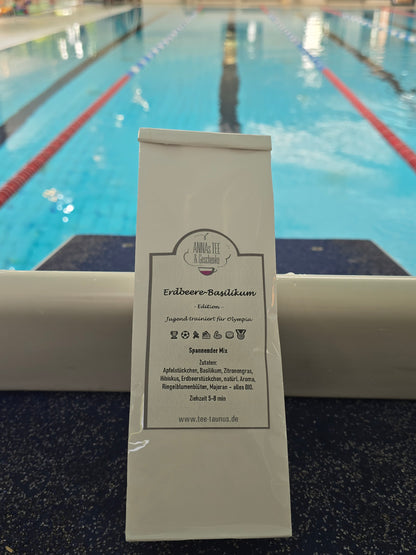 ANNAs TEE
& Geschenke
Erdbeere-Basilikum
- Edition -
Jugend trainiert für Olympia
Spannender Mix
Zutaten:
Apfelstückchen, Basilikum, Zitronengras,
Hibiskus, Erdbeerstückchen, natürl. Aroma,
Ringelblumenblüten, Majoran - alles BIO.
Ziehzeit 5-8 min
www.tee-taunus.de